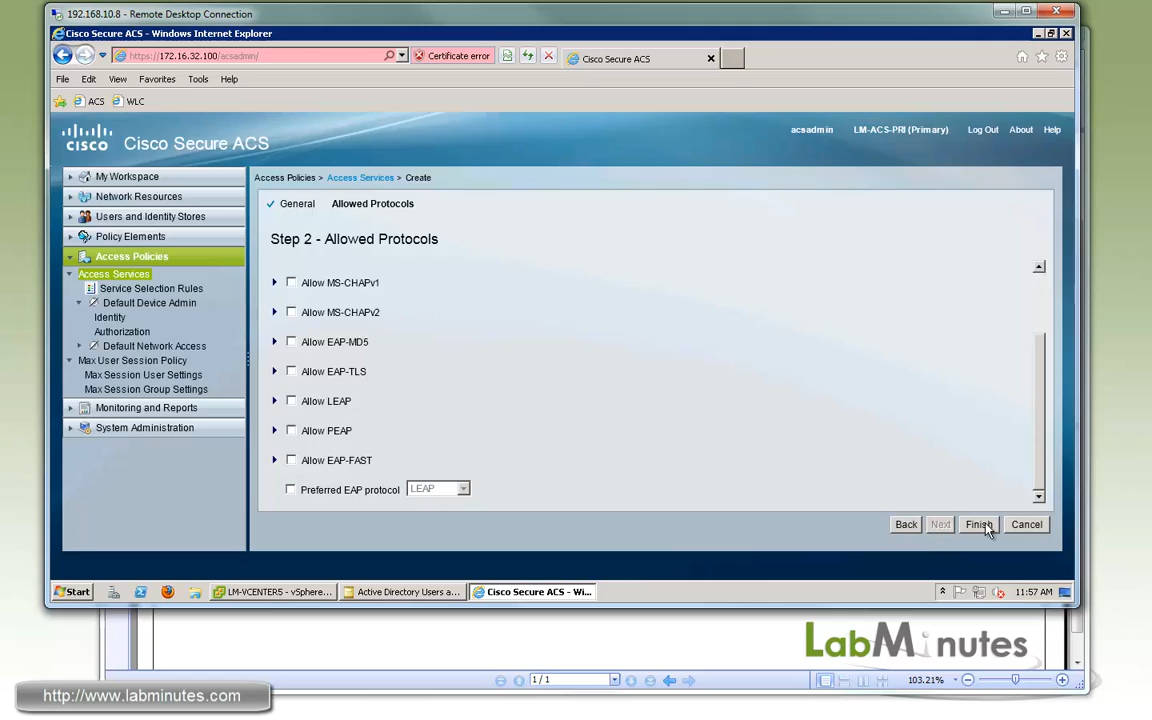 192.168.10.8 - Remote Desktop Connection
Cisco Secure ACS - Windows Internet Explorer
https://172.16.32.100/acsadmin/
Certificate error
Cisco Secure ACS
File Edit View Favorites Tools Help
ACS WLC
CISCO Cisco Secure ACS
acsadmin LM-ACS-PRI (Primary) Log Out About Help
My Workspace
Network Resources
Users and Identity Stores
Policy Elements
Access Policies
Access Services
Service Selection Rules
Default Device Admin
Identity
Authorization
Default Network Access
Max User Session Policy
Max Session User Settings
Max Session Group Settings
Monitoring and Reports
System Administration
Access Policies > Access Services > Create
General Allowed Protocols
Step 2 - Allowed Protocols
Allow MS-CHAPv1
Allow MS-CHAPv2
Allow EAP-MD5
Allow EAP-TLS
Allow LEAP
Allow PEAP
Allow EAP-FAST
Preferred EAP protocol LEAP
Back Next Finish Cancel
Start
LM-VCENTER5 - vSphere...
Active Directory Users a...
Cisco Secure ACS - Wi...
11:57 AM
LabMinutes
1 / 1
103.21%
http://www.labminutes.com